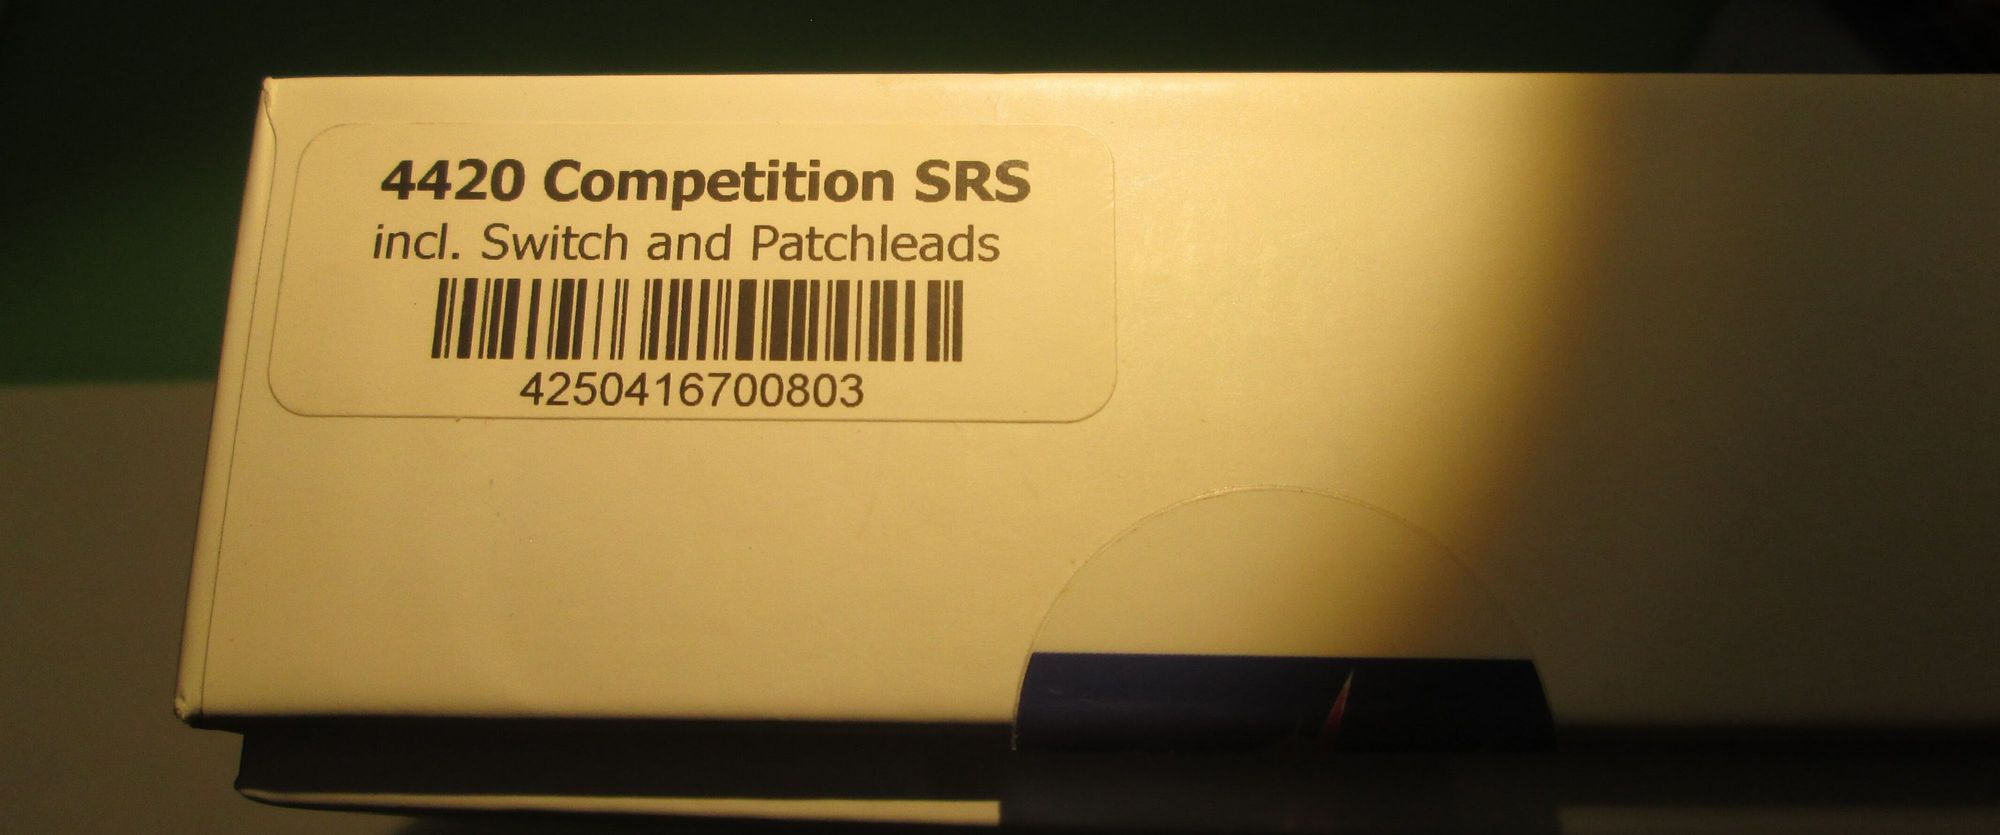 4420 Competition SRS
incl. Switch and Patchleads
4250416700803